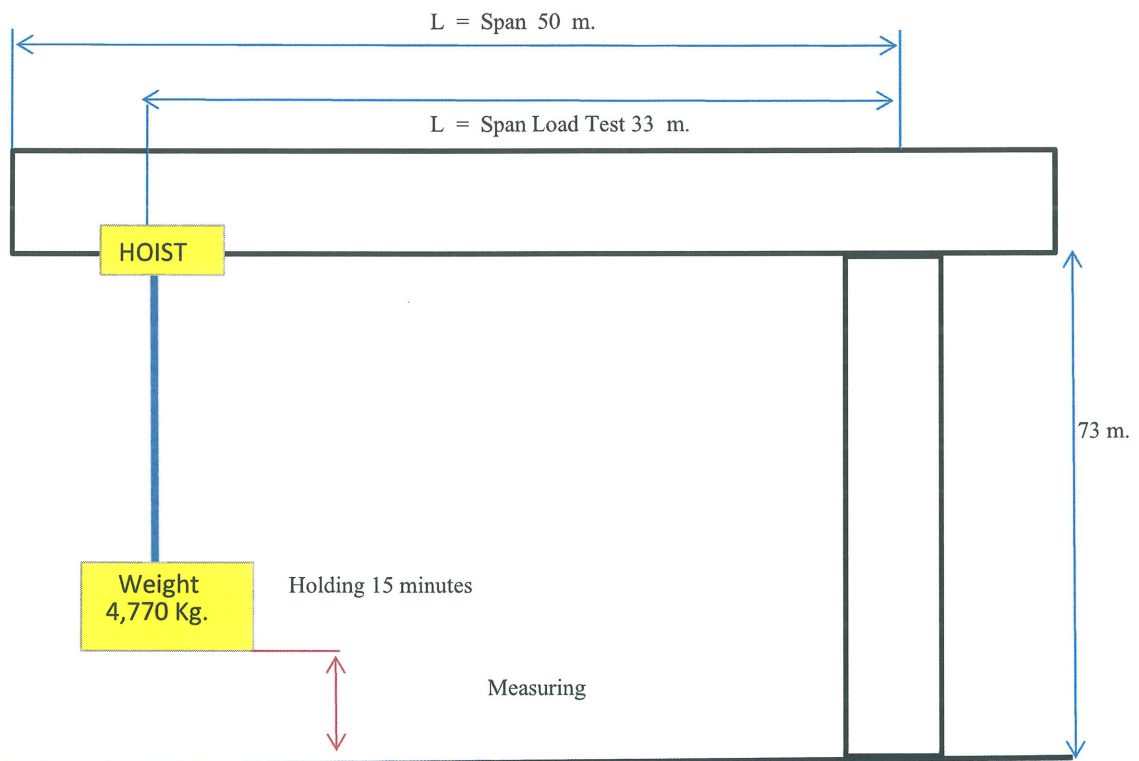 L = Span 50 m.
L = Span Load Test 33 m.
HOIST
73 m.
Weight
4,770 Kg.
Holding 15 minutes
Measuring